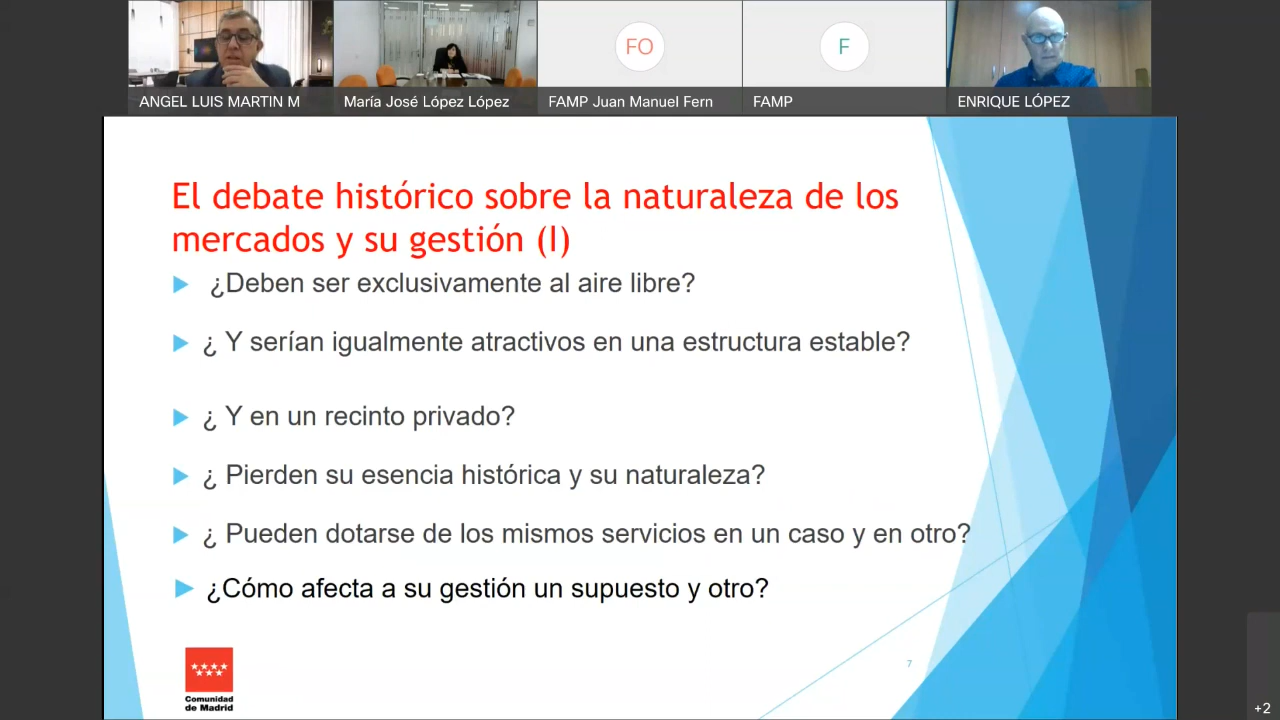 FO
F
ANGEL LUIS MARTIN M
María José López López
FAMP Juan Manuel Fern
FAMP
ENRIQUE LÓPEZ
El debate histórico sobre la naturaleza de los
mercados y su gestión (I)
¿Deben ser exclusivamente al aire libre?
¿ Y serían igualmente atractivos en una estructura estable?
¿ Y en un recinto privado?
¿ Pierden su esencia histórica y su naturaleza?
¿ Pueden dotarse de los mismos servicios en un caso y en otro?
¿Cómo afecta a su gestión un supuesto y otro?
7
Comunidad
de Madrid
+2